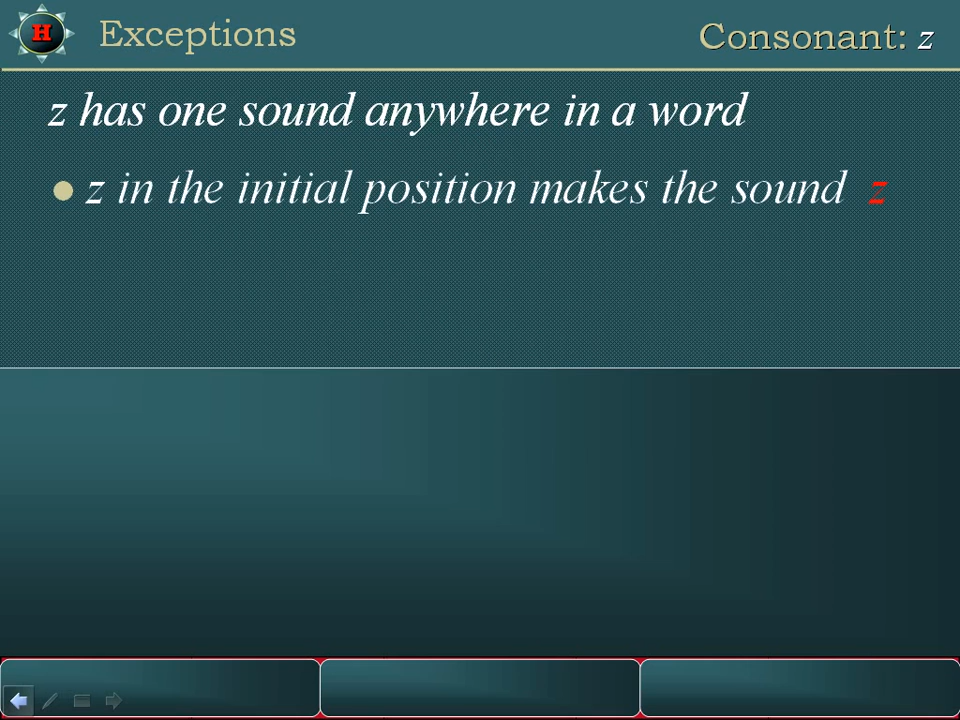 H
Exceptions
Consonant: z
z has one sound anywhere in a word
z in the initial position makes the sound z